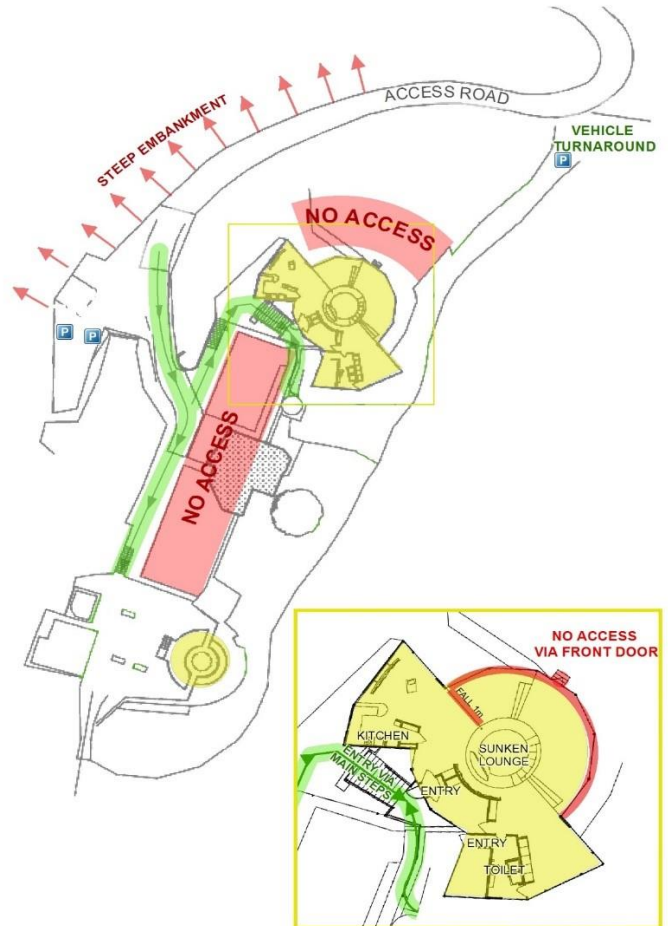 ACCESS ROAD
STEEP EMBANKMENT
VEHICLE
TURNAROUND
P
NO ACCESS
P
P
NO ACCESS
NO ACCESS
VIA FRONT DOOR
FALL 1m
KITCHEN
SUNKEN
LOUNGE
ENTRY VIA
MAIN STEPS
ENTRY
ENTRY
TOILET